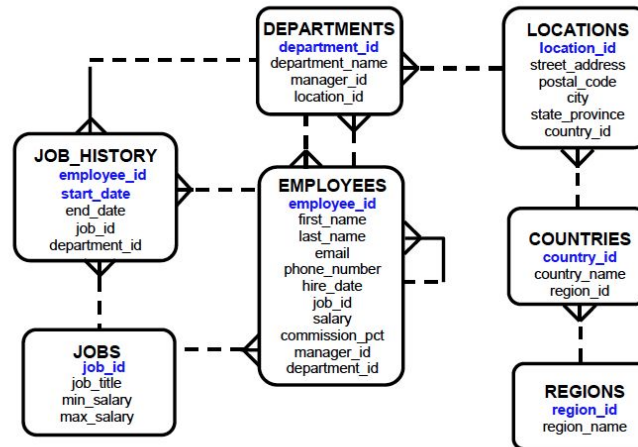 DEPARTMENTS
department_id
department_name
manager_id
location_id
LOCATIONS
location_id
street_address
postal_code
city
state_province
country_id
JOB_HISTORY
employee_id
start_date
end_date
job_id
department_id
EMPLOYEES
employee_id
first_name
last_name
email
phone_number
hire_date
job_id
salary
commission_pct
manager_id
department_id
COUNTRIES
country_id
country_name
region_id
JOBS
job_id
job_title
min_salary
max_salary
REGIONS
region_id
region_name